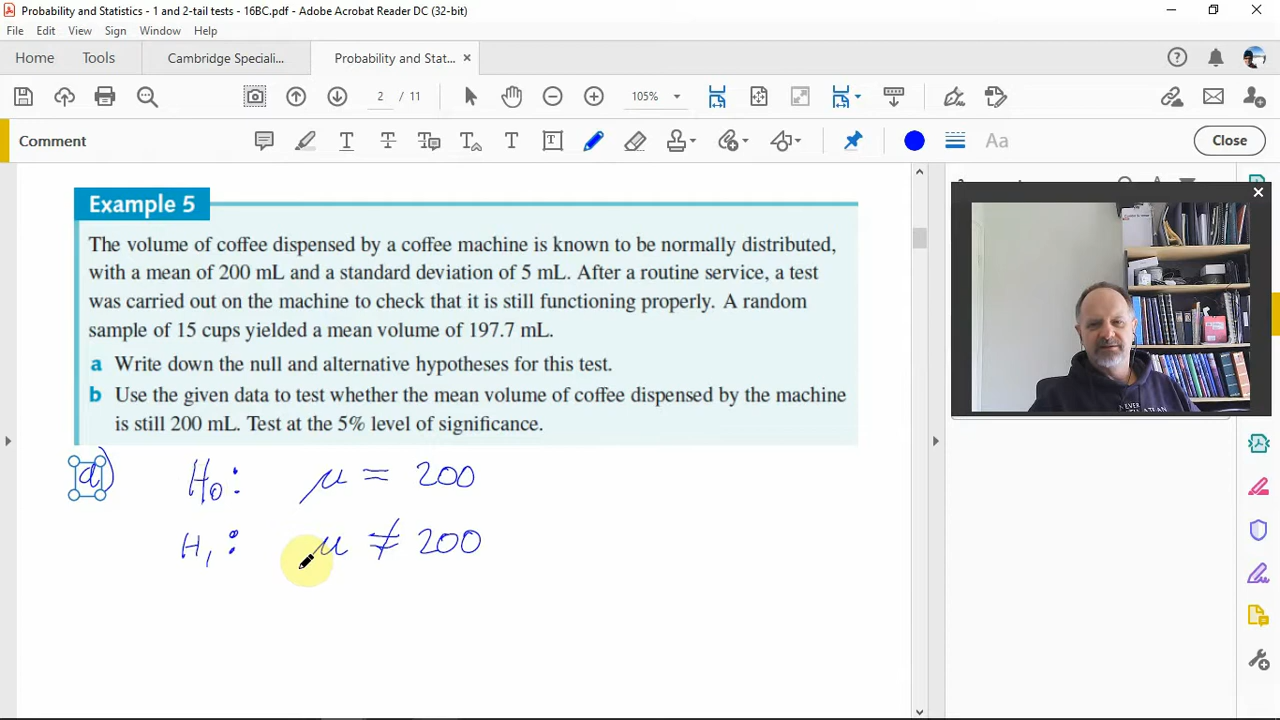 Probability and Statistics - 1 and 2-tail tests - 16BC.pdf - Adobe Acrobat Reader DC (32-bit)
File Edit View Sign Window Help
Home Tools Cambridge Speciali... Probability and Stat... ×
2 / 11 105%
Comment Close
Example 5
The volume of coffee dispensed by a coffee machine is known to be normally distributed,
with a mean of 200 mL and a standard deviation of 5 mL. After a routine service, a test
was carried out on the machine to check that it is still functioning properly. A random
sample of 15 cups yielded a mean volume of 197.7 mL.
a Write down the null and alternative hypotheses for this test.
b Use the given data to test whether the mean volume of coffee dispensed by the machine
is still 200 mL. Test at the 5% level of significance.
a) H₀: μ = 200
H₁: μ ≠ 200